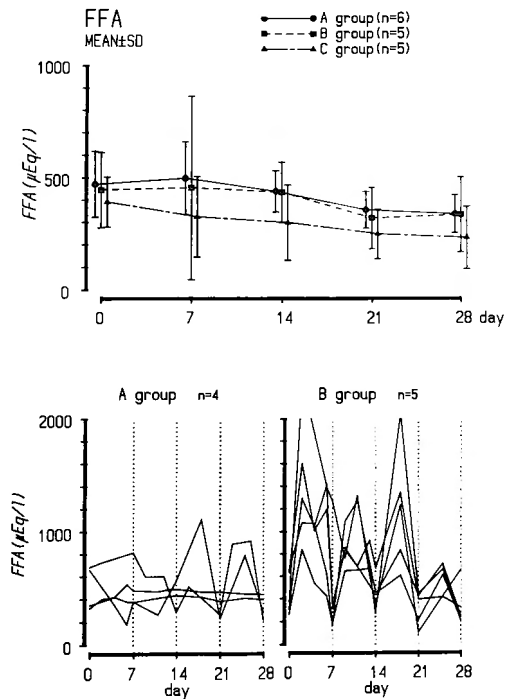 FFA
MEAN±SD
A group (n=6)
B group (n=5)
C group (n=5)
1000
500
0
FFA (μEq/l)
0 7 14 21 28 day
A group n=4
B group n=5
2000
1000
0
FFA (μEq/l)
0 7 14 21 28
day
0 7 14 21 28
day